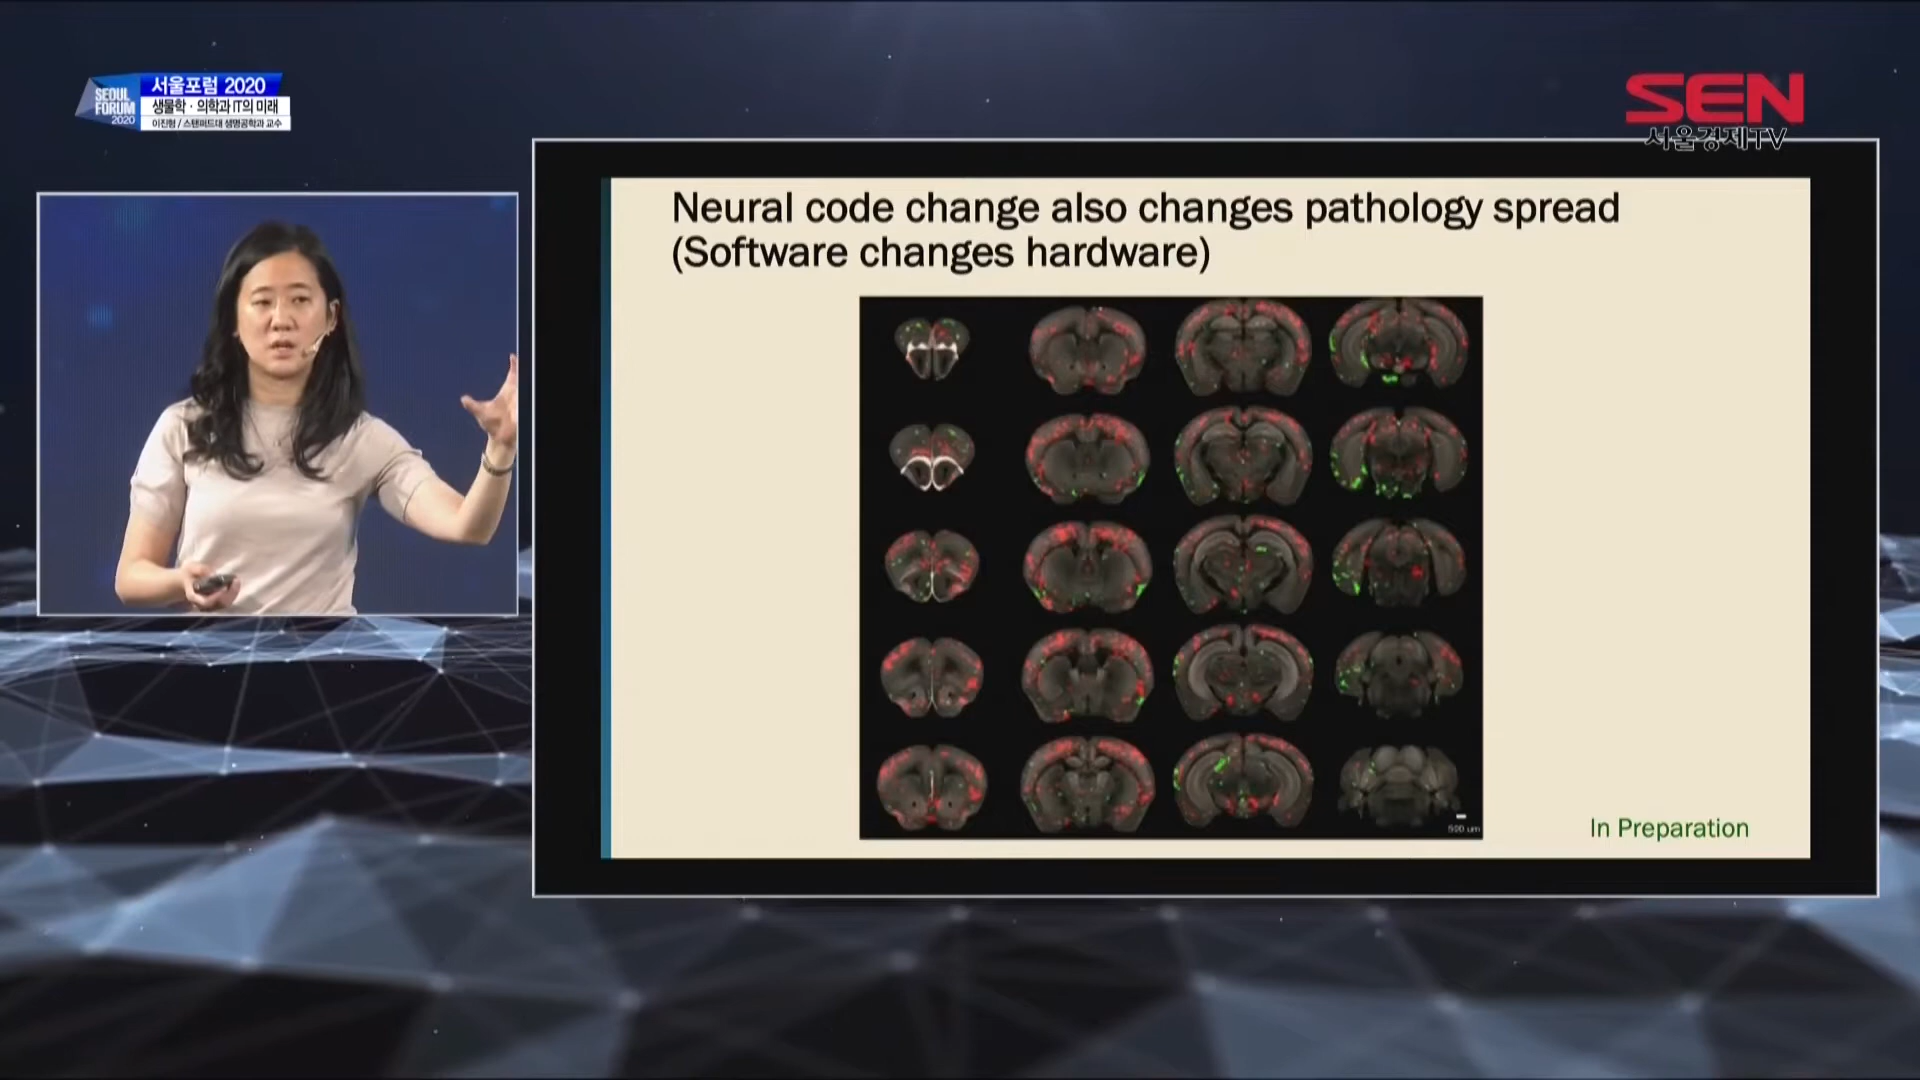 SEOUL
FORUM
2020
서울포럼 2020
생물학 · 의학과 IT의 미래
이진형 / 스탠퍼드대 생명공학과 교수
SEN
서울경제TV
Neural code change also changes pathology spread
(Software changes hardware)
500 um
In Preparation